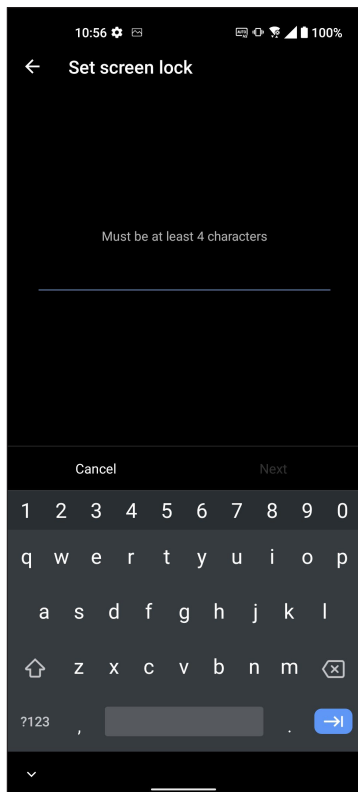 10:56 100%
Set screen lock
Must be at least 4 characters
Cancel Next
1 2 3 4 5 6 7 8 9 0
q w e r t y u i o p
a s d f g h j k l
z x c v b n m
?123 , .